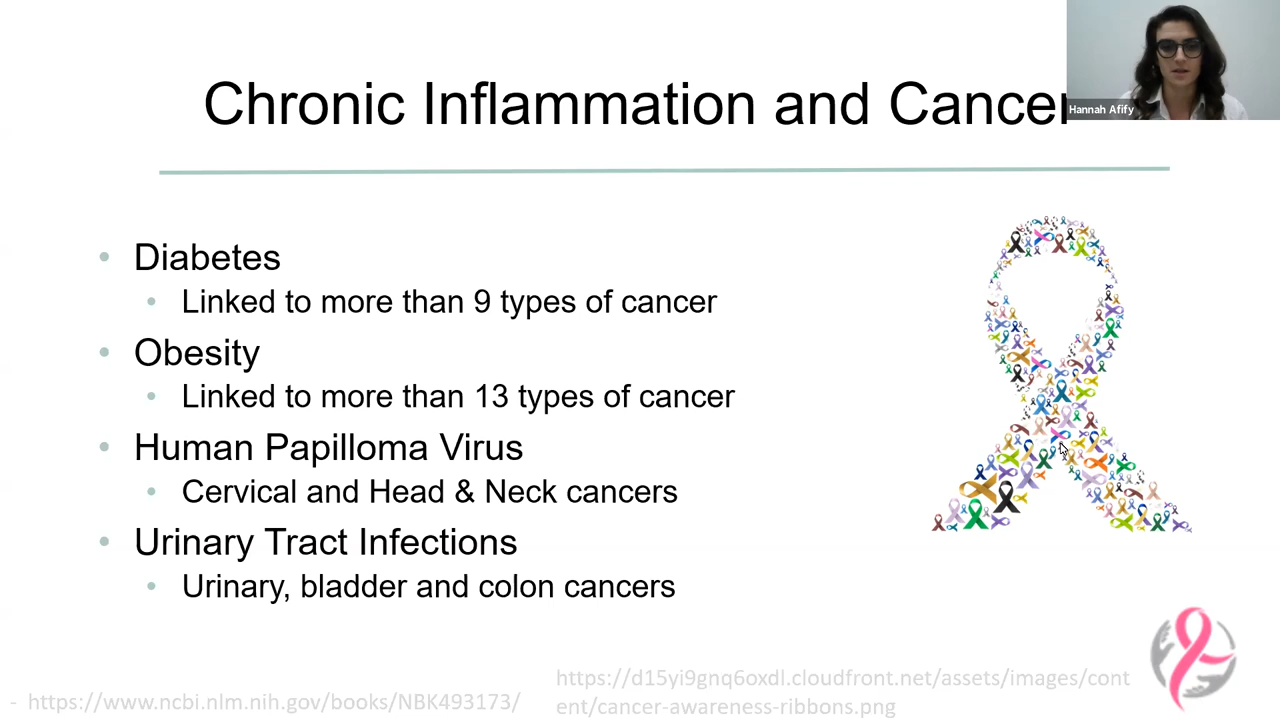 Chronic Inflammation and Cancer
Hannah Afify
• Diabetes
• Linked to more than 9 types of cancer
• Obesity
• Linked to more than 13 types of cancer
• Human Papilloma Virus
• Cervical and Head & Neck cancers
• Urinary Tract Infections
• Urinary, bladder and colon cancers
- https://www.ncbi.nlm.nih.gov/books/NBK493173/
https://d15yi9gnq6oxdl.cloudfront.net/assets/images/cont
ent/cancer-awareness-ribbons.png